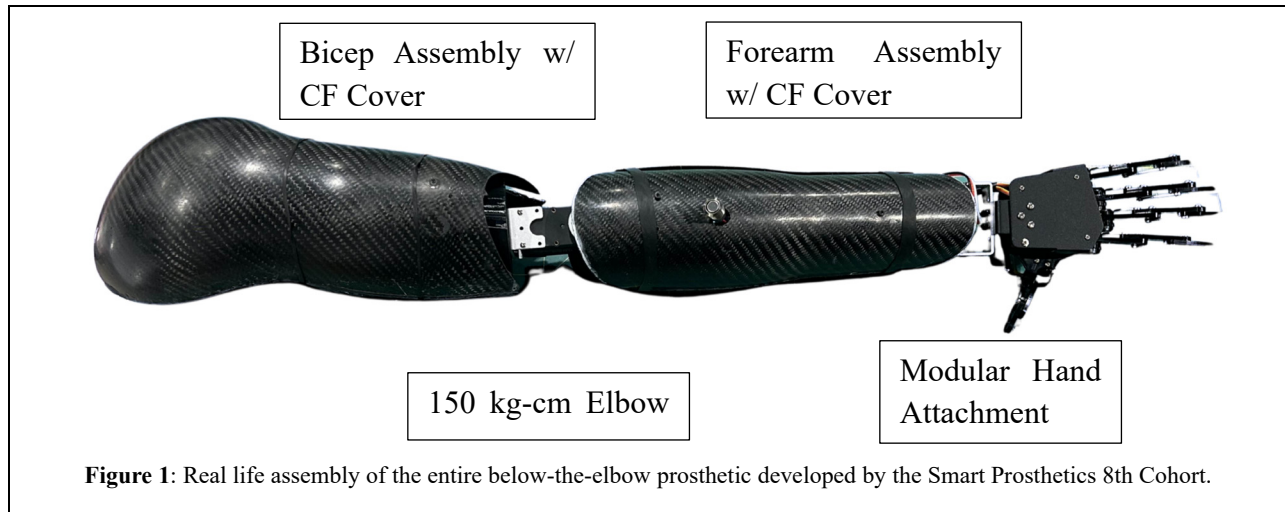 Bicep Assembly w/
CF Cover
Forearm Assembly
w/ CF Cover
150 kg-cm Elbow
Modular Hand
Attachment
Figure 1: Real life assembly of the entire below-the-elbow prosthetic developed by the Smart Prosthetics 8th Cohort.